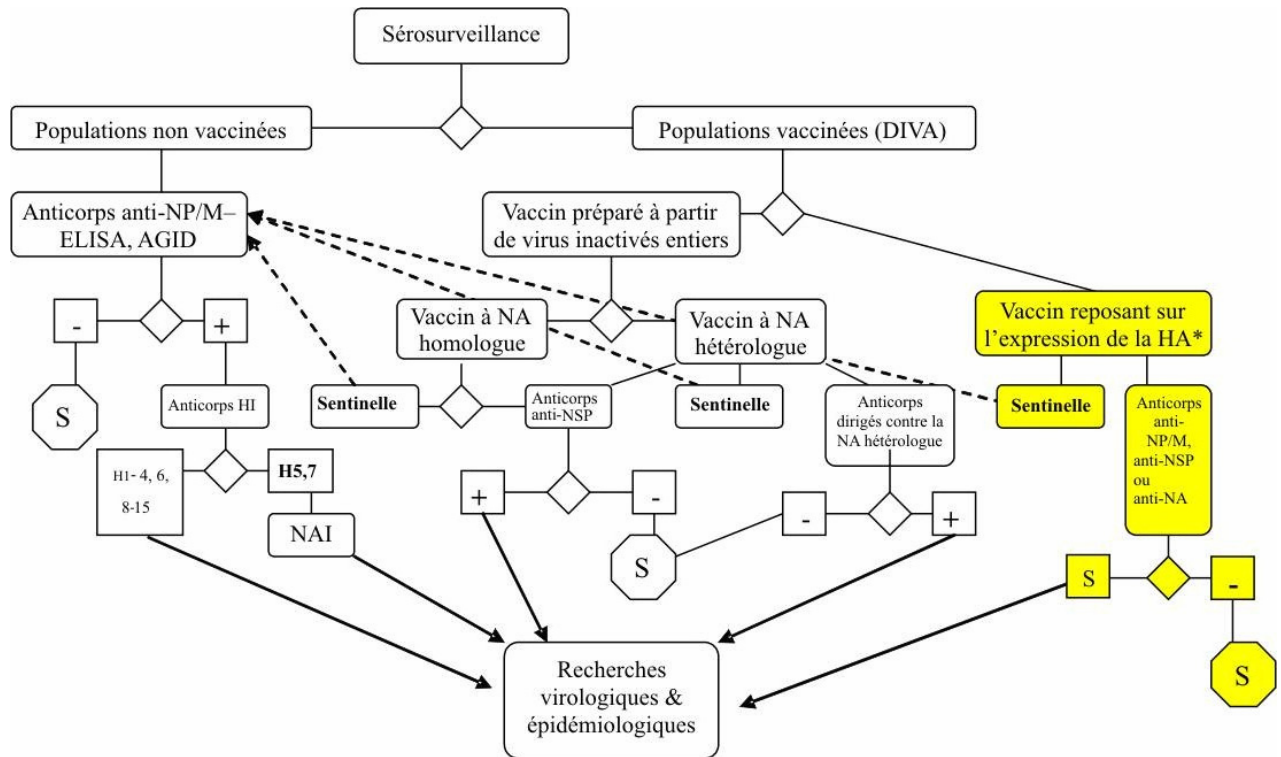 Sérosurveillance
Populations non vaccinées
Populations vaccinées (DIVA)
Anticorps anti-NP/M–
ELISA, AGID
Vaccin préparé à partir
de virus inactivés entiers
-
+
Vaccin à NA
homologue
Vaccin à NA
hétérologue
Vaccin reposant sur
l’expression de la HA*
S
Anticorps HI
Sentinelle
Anticorps
anti-NSP
Sentinelle
Anticorps
dirigés contre la
NA hétérologue
Sentinelle
Anticorps
anti-
NP/M,
anti-NSP
ou
anti-NA
H1- 4, 6,
8-15
H5,7
NAI
+
-
S
-
+
S
-
S
Recherches
virologiques &
épidémiologiques